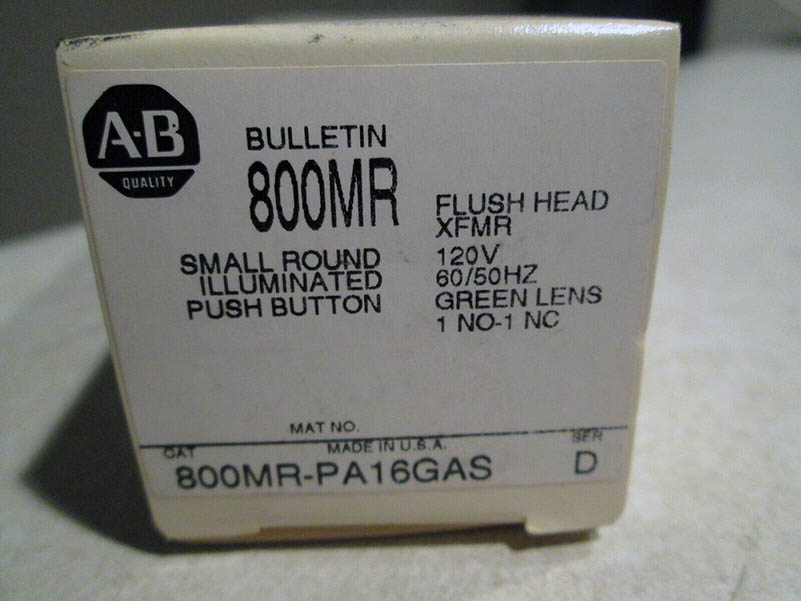 A-B
QUALITY
BULLETIN
800MR
SMALL ROUND
ILLUMINATED
PUSH BUTTON
FLUSH HEAD
XFMR
120V
60/50HZ
GREEN LENS
1 NO-1 NC
MAT NO.
MADE IN U.S.A.
CAT
800MR-PA16GAS
SER
D